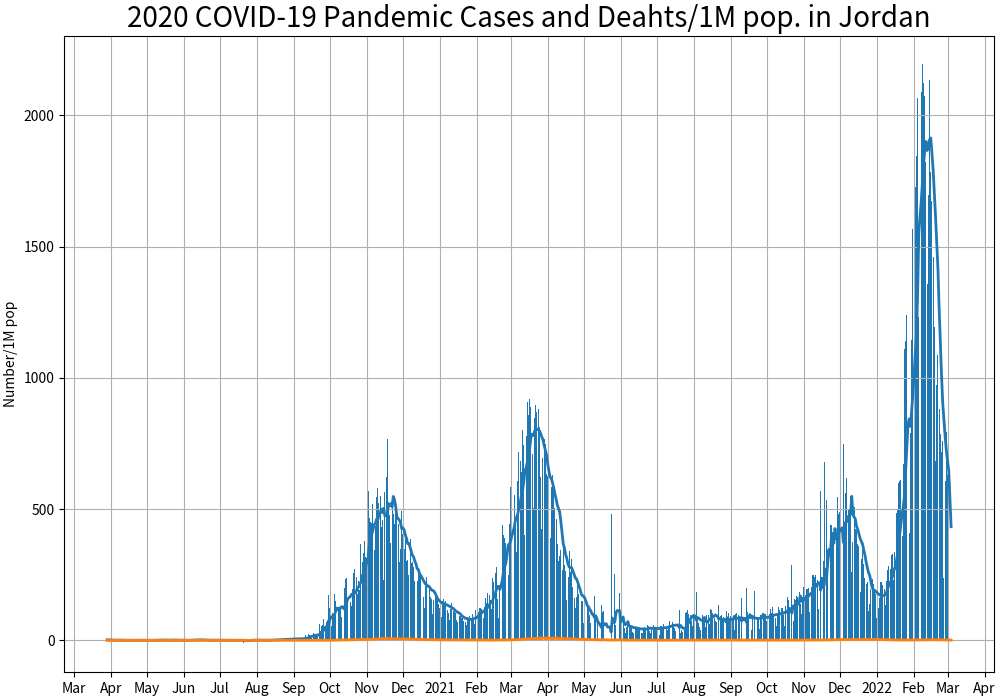 2020 COVID-19 Pandemic Cases and Deahts/1M pop. in Jordan
Number/1M pop
2000
1500
1000
500
0
Mar Apr May Jun Jul Aug Sep Oct Nov Dec 2021 Feb Mar Apr May Jun Jul Aug Sep Oct Nov Dec 2022 Feb Mar Apr